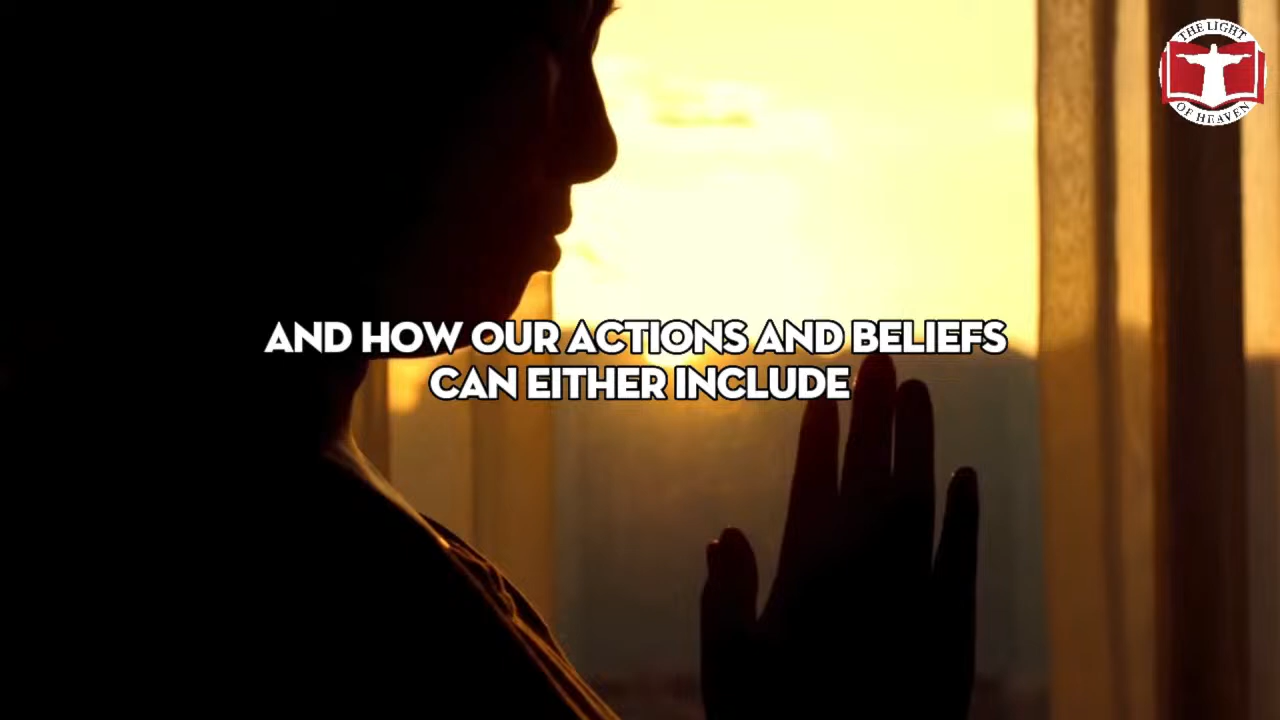 THE LIGHT
OF HEAVEN
AND HOW OUR ACTIONS AND BELIEFS
CAN EITHER INCLUDE